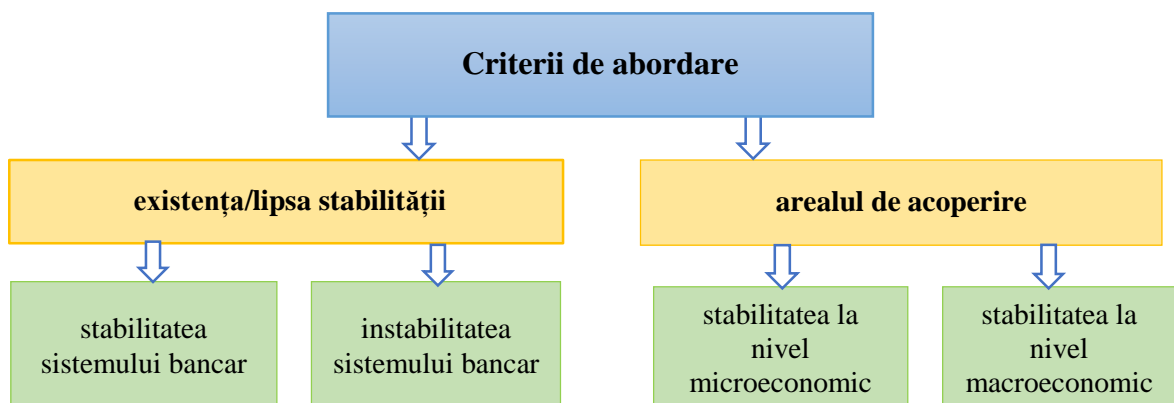 Criterii de abordare
existența/lipsa stabilității
arealul de acoperire
stabilitatea
sistemului bancar
instabilitatea
sistemului bancar
stabilitatea la
nivel
microeconomic
stabilitatea la
nivel
macroeconomic